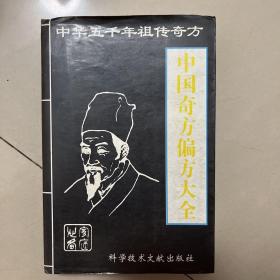 中华五千年祖传奇方
中国奇方偏方大全
科学技术文献出版社